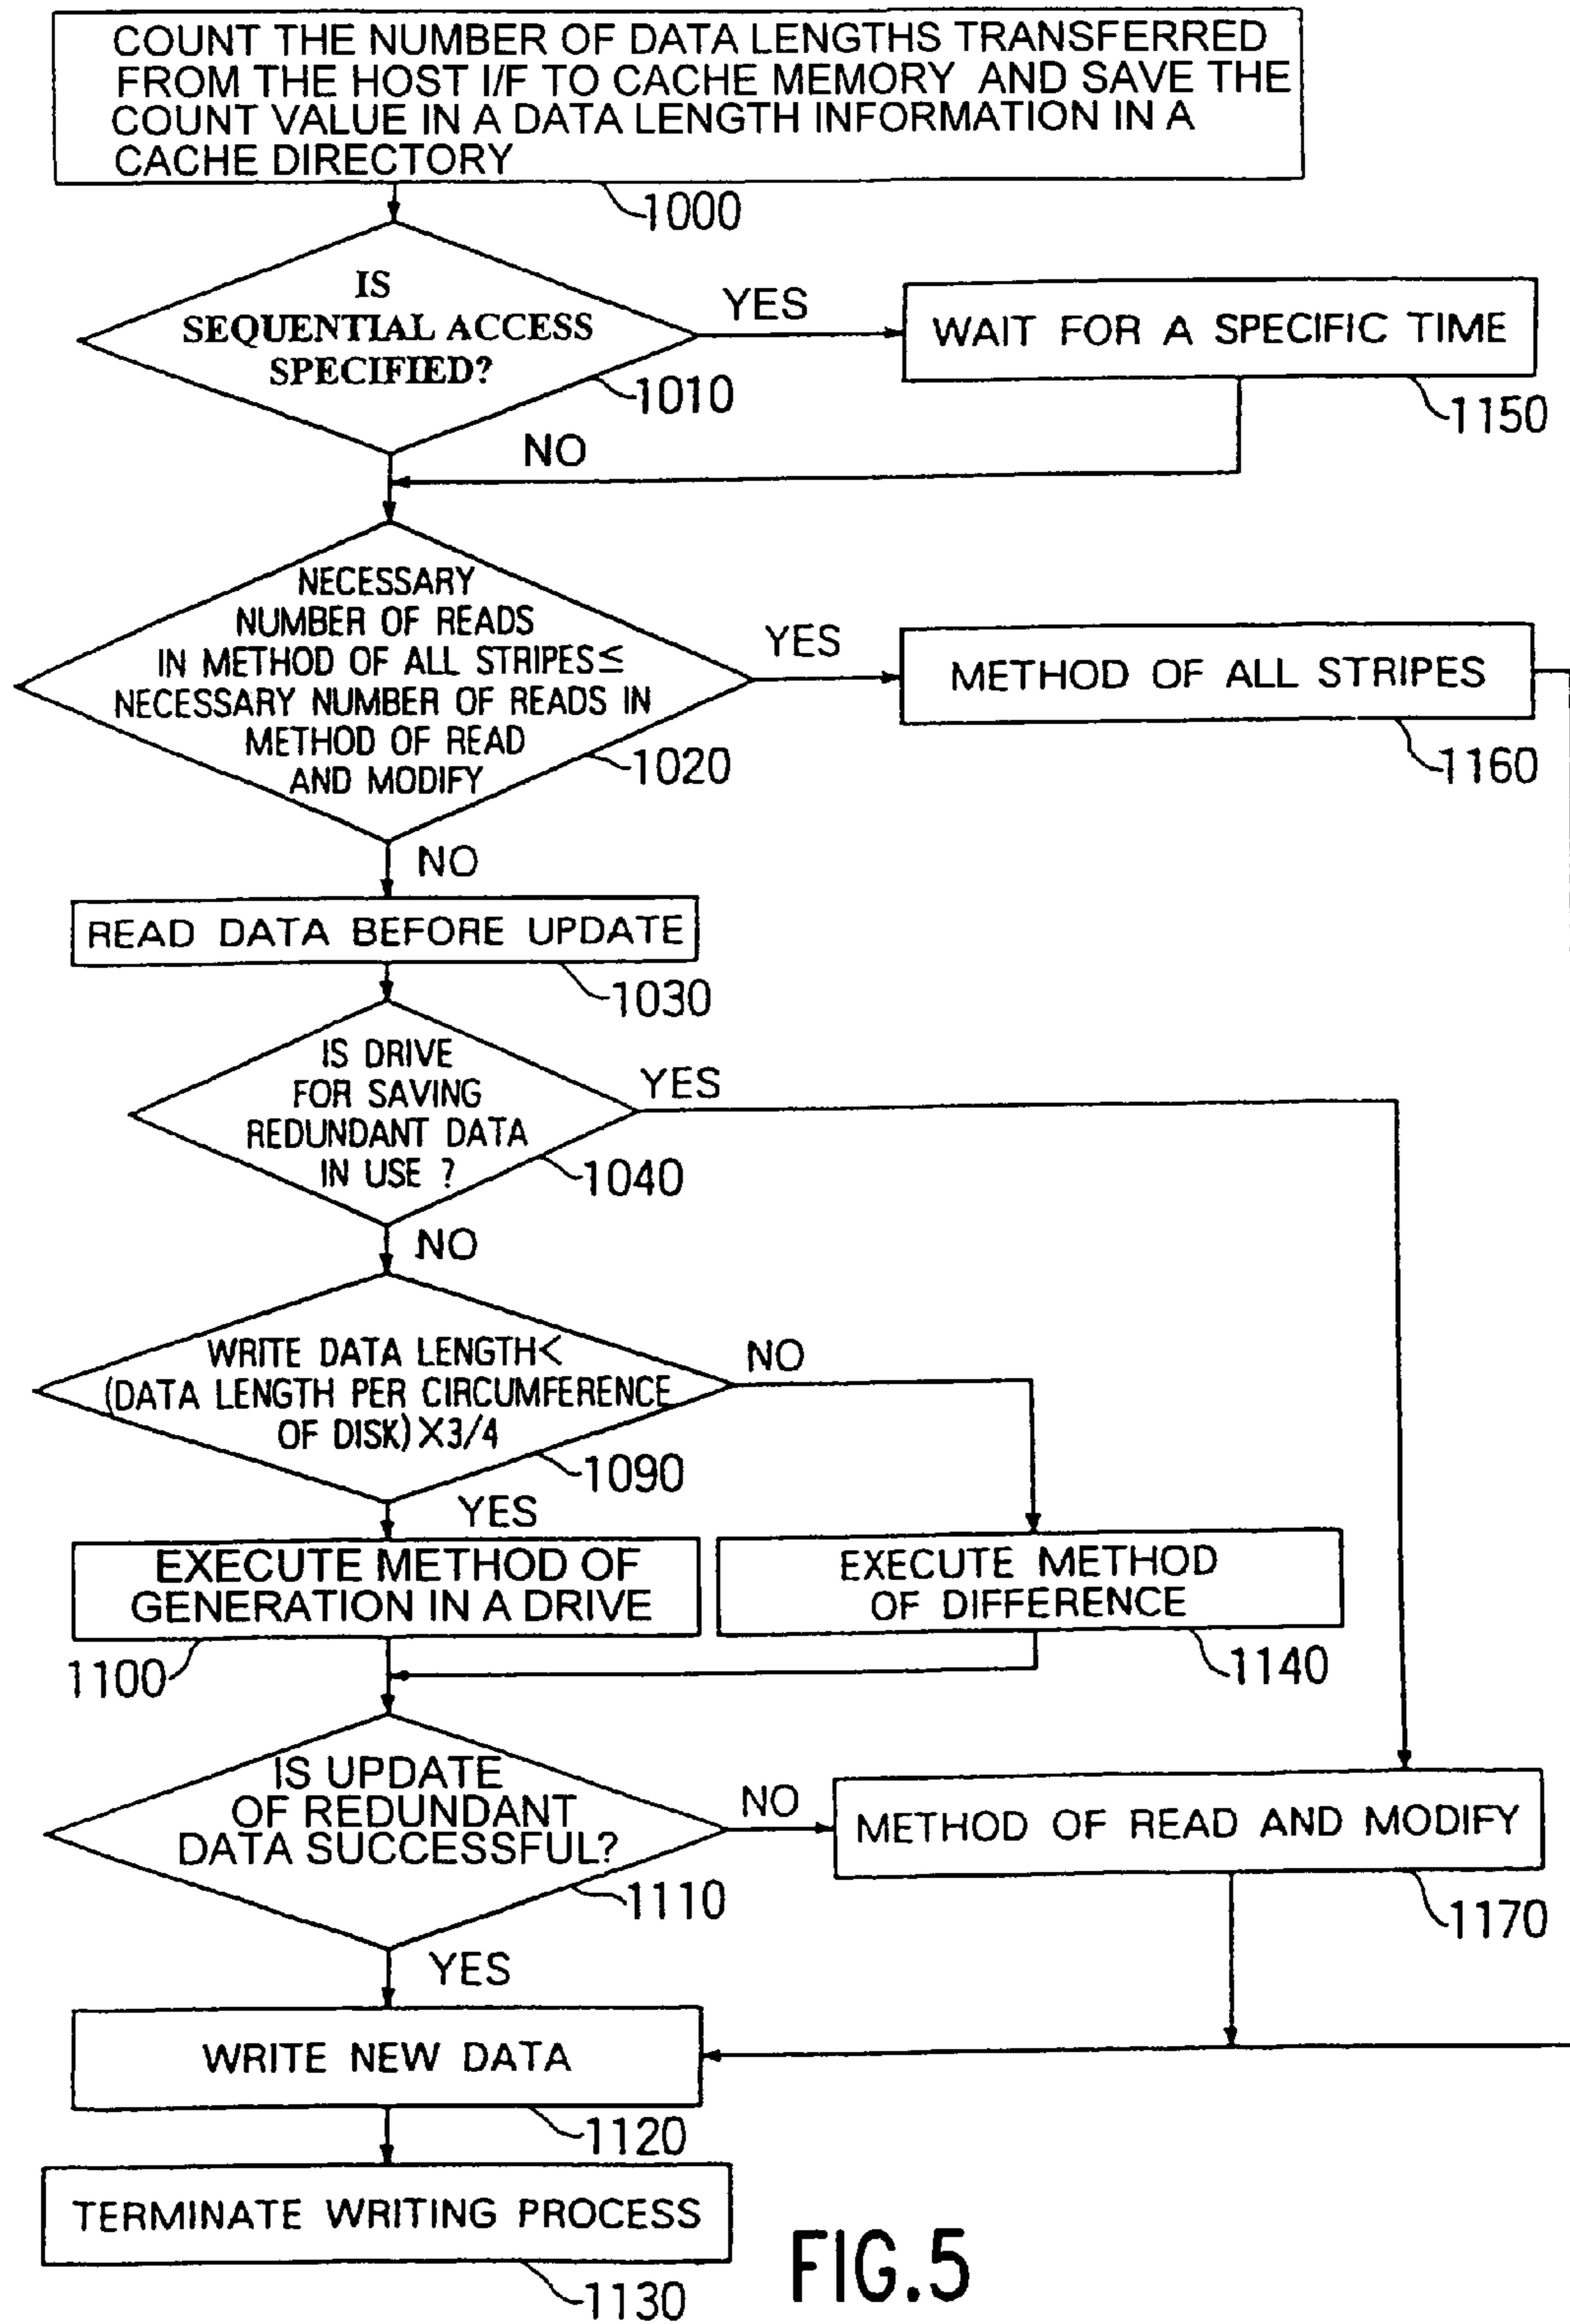 COUNT THE NUMBER OF DATA LENGTHS TRANSFERRED
FROM THE HOST I/F TO CACHE MEMORY AND SAVE THE
COUNT VALUE IN A DATA LENGTH INFORMATION IN A
CACHE DIRECTORY
1000
IS
SEQUENTIAL ACCESS
SPECIFIED?
1010
YES
WAIT FOR A SPECIFIC TIME
1150
NO
NECESSARY
NUMBER OF READS
IN METHOD OF ALL STRIPES≤
NECESSARY NUMBER OF READS IN
METHOD OF READ
AND MODIFY
1020
YES
METHOD OF ALL STRIPES
1160
NO
READ DATA BEFORE UPDATE
1030
IS DRIVE
FOR SAVING
REDUNDANT DATA
IN USE ?
1040
YES
NO
WRITE DATA LENGTH<
(DATA LENGTH PER CIRCUMFERENCE
OF DISK)×3/4
1090
NO
YES
EXECUTE METHOD OF
GENERATION IN A DRIVE
1100
EXECUTE METHOD
OF DIFFERENCE
1140
IS UPDATE
OF REDUNDANT
DATA SUCCESSFUL?
1110
NO
METHOD OF READ AND MODIFY
1170
YES
WRITE NEW DATA
1120
TERMINATE WRITING PROCESS
1130
FIG.5